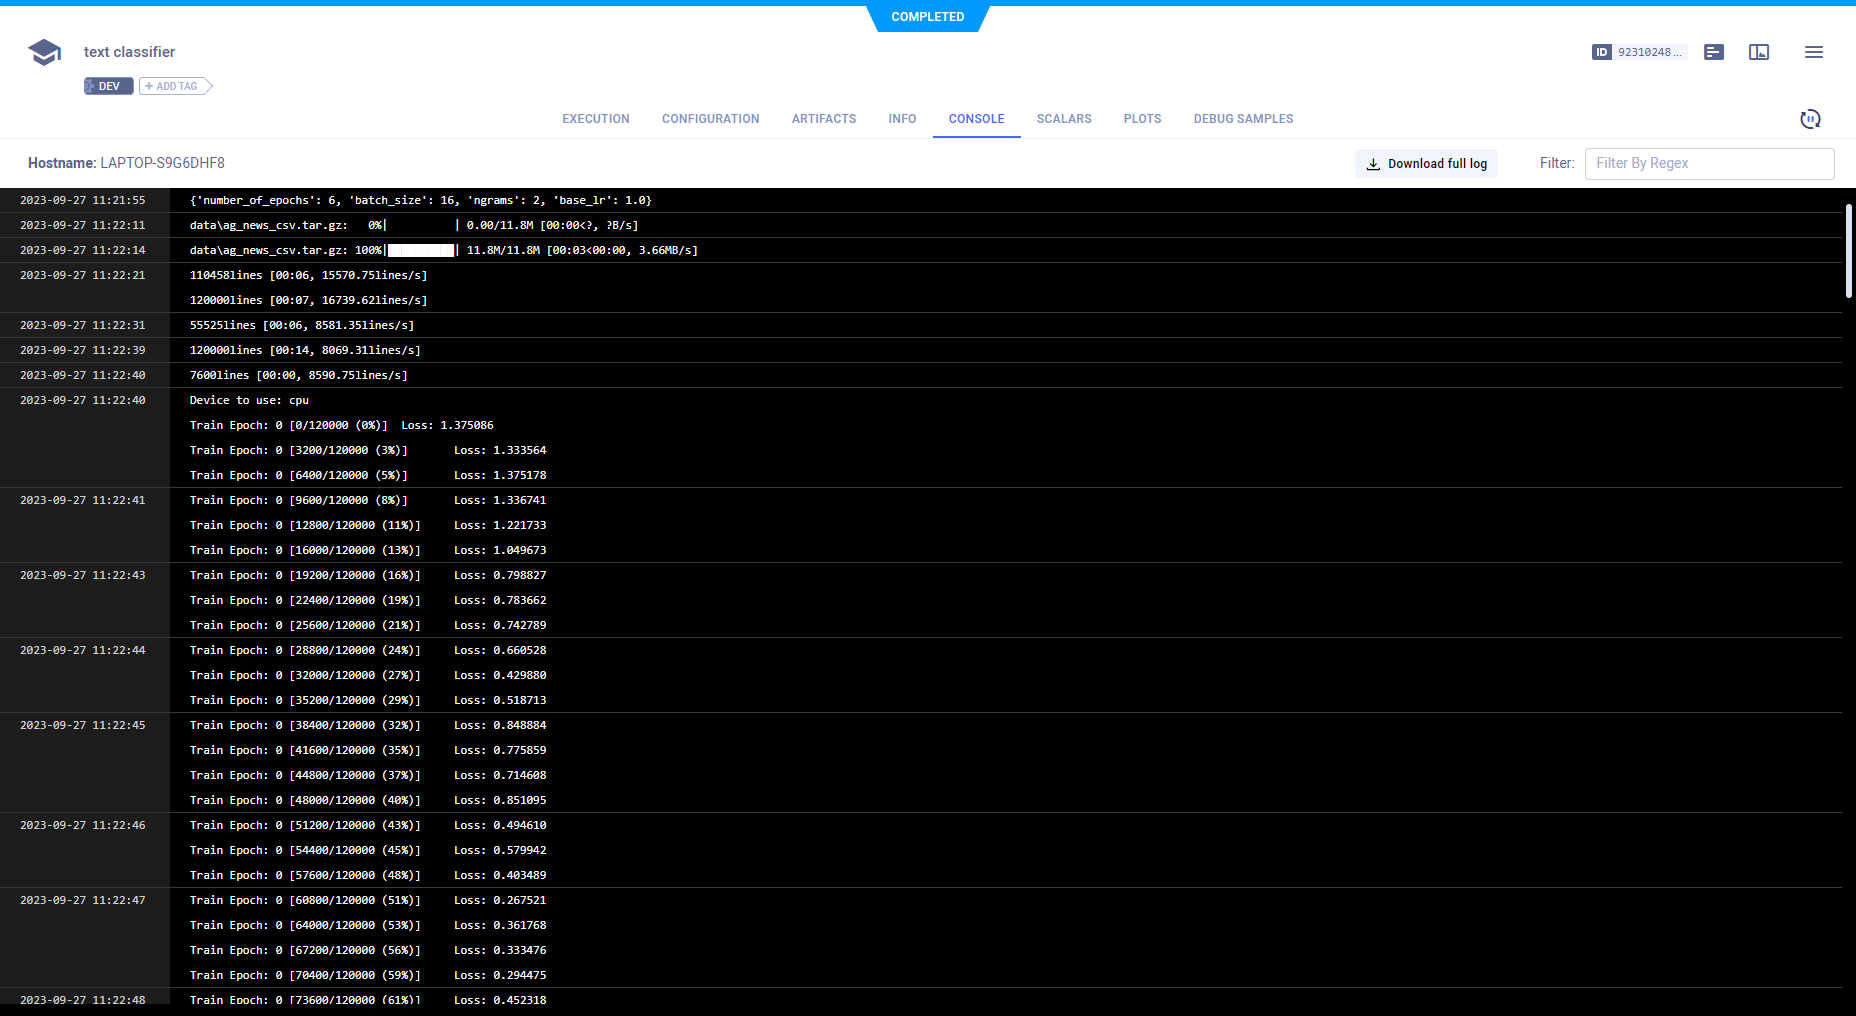 COMPLETED
text classifier
ID 92310248...
DEV + ADD TAG
EXECUTION CONFIGURATION ARTIFACTS INFO CONSOLE SCALARS PLOTS DEBUG SAMPLES
Hostname: LAPTOP-S9G6DHF8 Download full log Filter: Filter By Regex
2023-09-27 11:21:55 {'number_of_epochs': 6, 'batch_size': 16, 'ngrams': 2, 'base_lr': 1.0}
2023-09-27 11:22:11 data\ag_news_csv.tar.gz: 0%| | 0.00/11.8M [00:00<?, ?B/s]
2023-09-27 11:22:14 data\ag_news_csv.tar.gz: 100%|██████████| 11.8M/11.8M [00:03<00:00, 3.66MB/s]
2023-09-27 11:22:21 110458lines [00:06, 15570.75lines/s]
120000lines [00:07, 16739.62lines/s]
2023-09-27 11:22:31 55525lines [00:06, 8581.35lines/s]
2023-09-27 11:22:39 120000lines [00:14, 8069.31lines/s]
2023-09-27 11:22:40 7600lines [00:00, 8590.75lines/s]
2023-09-27 11:22:40 Device to use: cpu
Train Epoch: 0 [0/120000 (0%)] Loss: 1.375086
Train Epoch: 0 [3200/120000 (3%)] Loss: 1.333564
Train Epoch: 0 [6400/120000 (5%)] Loss: 1.375178
2023-09-27 11:22:41 Train Epoch: 0 [9600/120000 (8%)] Loss: 1.336741
Train Epoch: 0 [12800/120000 (11%)] Loss: 1.221733
Train Epoch: 0 [16000/120000 (13%)] Loss: 1.049673
2023-09-27 11:22:43 Train Epoch: 0 [19200/120000 (16%)] Loss: 0.798827
Train Epoch: 0 [22400/120000 (19%)] Loss: 0.783662
Train Epoch: 0 [25600/120000 (21%)] Loss: 0.742789
2023-09-27 11:22:44 Train Epoch: 0 [28800/120000 (24%)] Loss: 0.660528
Train Epoch: 0 [32000/120000 (27%)] Loss: 0.429880
Train Epoch: 0 [35200/120000 (29%)] Loss: 0.518713
2023-09-27 11:22:45 Train Epoch: 0 [38400/120000 (32%)] Loss: 0.848884
Train Epoch: 0 [41600/120000 (35%)] Loss: 0.775859
Train Epoch: 0 [44800/120000 (37%)] Loss: 0.714608
Train Epoch: 0 [48000/120000 (40%)] Loss: 0.851095
2023-09-27 11:22:46 Train Epoch: 0 [51200/120000 (43%)] Loss: 0.494610
Train Epoch: 0 [54400/120000 (45%)] Loss: 0.579942
Train Epoch: 0 [57600/120000 (48%)] Loss: 0.403489
2023-09-27 11:22:47 Train Epoch: 0 [60800/120000 (51%)] Loss: 0.267521
Train Epoch: 0 [64000/120000 (53%)] Loss: 0.361768
Train Epoch: 0 [67200/120000 (56%)] Loss: 0.333476
Train Epoch: 0 [70400/120000 (59%)] Loss: 0.294475
2023-09-27 11:22:48 Train Epoch: 0 [73600/120000 (61%)] Loss: 0.452318